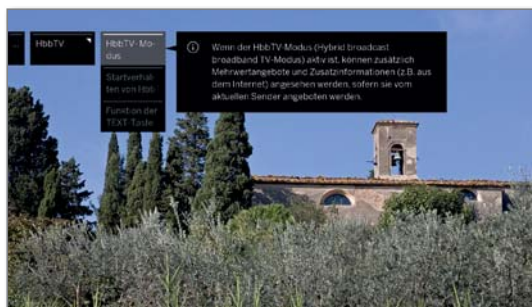 ...
HbbTV
HbbTV-Mo-
dus
Startverhal-
ten von Hbb
Funktion der
TEXT-Taste
Wenn der HbbTV-Modus (Hybrid broadcast
broadband TV-Modus) aktiv ist, können zusätzlich
Mehrwertangebote und Zusatzinformationen (z.B. aus
dem Internet) angesehen werden, sofern sie vom
aktuellen Sender angeboten werden.